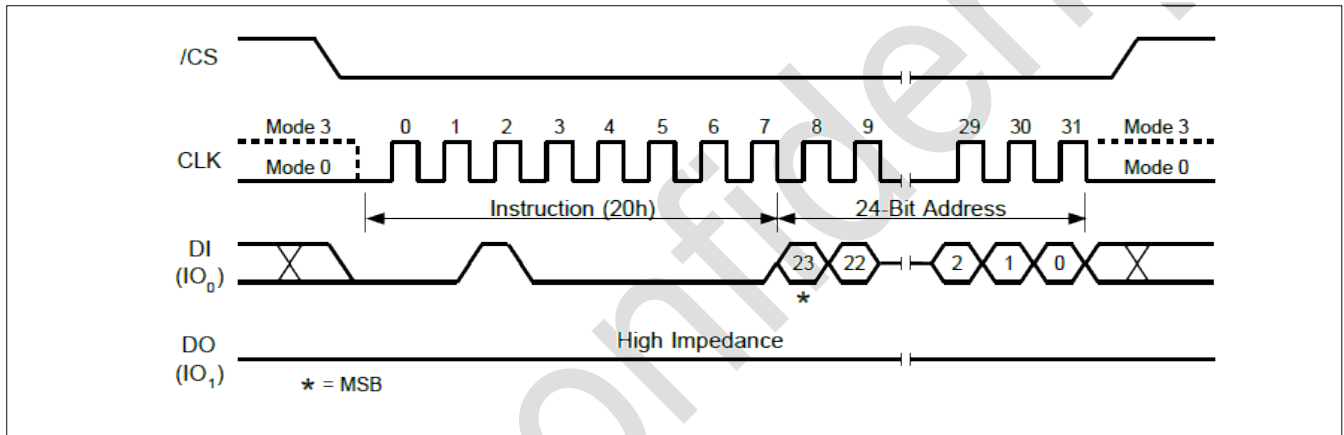 /CS
Mode 3 0 1 2 3 4 5 6 7 8 9 29 30 31 Mode 3
CLK
Mode 0 Mode 0
Instruction (20h) 24-Bit Address
DI
(IO₀)
23 22 2 1 0
*
DO
(IO₁)
High Impedance
* = MSB